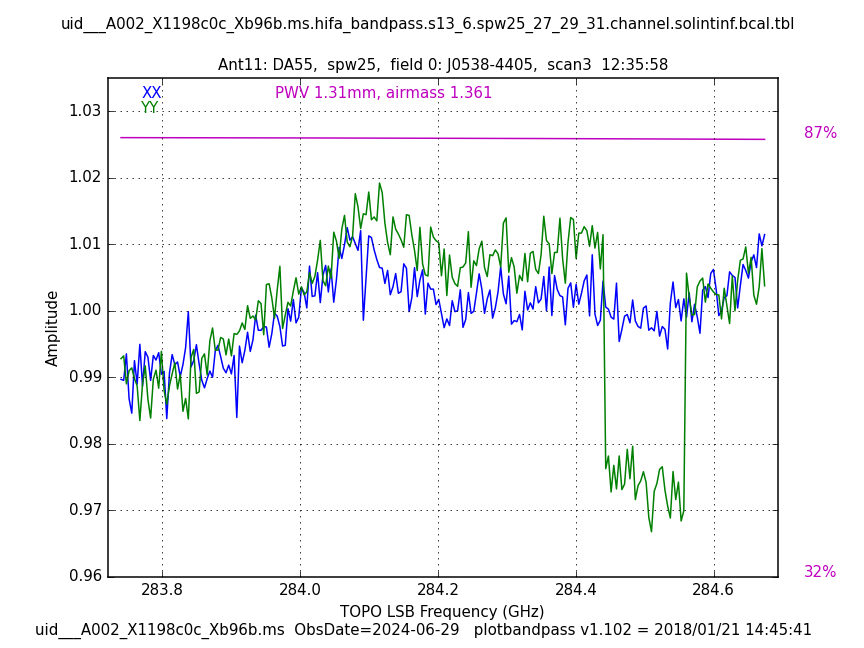 uid___A002_X1198c0c_Xb96b.ms.hifa_bandpass.s13_6.spw25_27_29_31.channel.solintinf.bcal.tbl
Ant11: DA55,  spw25,  field 0: J0538-4405,  scan3  12:35:58
XX
YY
PWV 1.31mm, airmass 1.361
87%
32%
Amplitude
1.03
1.02
1.01
1.00
0.99
0.98
0.97
0.96
283.8
284.0
284.2
284.4
284.6
TOPO LSB Frequency (GHz)
uid___A002_X1198c0c_Xb96b.ms  ObsDate=2024-06-29   plotbandpass v1.102 = 2018/01/21 14:45:41